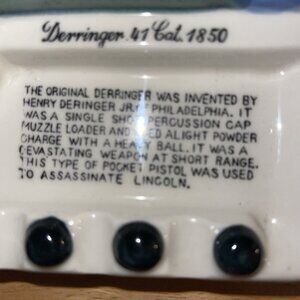 Derringer .41 Cal. 1850
THE ORIGINAL DERRINGER WAS INVENTED BY
HENRY DERINGER JR. PHILADELPHIA. IT
WAS A SINGLE SHOT PERCUSSION CAP
MUZZLE LOADER AND USED ALIGHT POWDER
CHARGE WITH A HEAVY BALL. IT WAS A
DEVASTATING WEAPON AT SHORT RANGE.
THIS TYPE OF POCKET PISTOL WAS USED
TO ASSASSINATE LINCOLN.